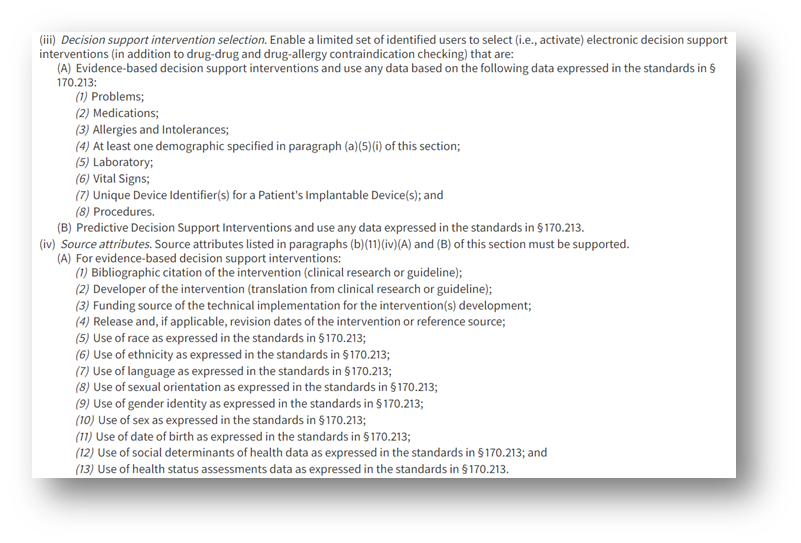 (iii) Decision support intervention selection. Enable a limited set of identified users to select (i.e., activate) electronic decision support
interventions (in addition to drug-drug and drug-allergy contraindication checking) that are:
(A) Evidence-based decision support interventions and use any data based on the following data expressed in the standards in §
170.213:
(1) Problems;
(2) Medications;
(3) Allergies and Intolerances;
(4) At least one demographic specified in paragraph (a)(5)(i) of this section;
(5) Laboratory;
(6) Vital Signs;
(7) Unique Device Identifier(s) for a Patient's Implantable Device(s); and
(8) Procedures.
(B) Predictive Decision Support Interventions and use any data expressed in the standards in §170.213.
(iv) Source attributes. Source attributes listed in paragraphs (b)(11)(iv)(A) and (B) of this section must be supported.
(A) For evidence-based decision support interventions:
(1) Bibliographic citation of the intervention (clinical research or guideline);
(2) Developer of the intervention (translation from clinical research or guideline);
(3) Funding source of the technical implementation for the intervention(s) development;
(4) Release and, if applicable, revision dates of the intervention or reference source;
(5) Use of race as expressed in the standards in §170.213;
(6) Use of ethnicity as expressed in the standards in §170.213;
(7) Use of language as expressed in the standards in §170.213;
(8) Use of sexual orientation as expressed in the standards in §170.213;
(9) Use of gender identity as expressed in the standards in §170.213;
(10) Use of sex as expressed in the standards in §170.213;
(11) Use of date of birth as expressed in the standards in §170.213;
(12) Use of social determinants of health data as expressed in the standards in §170.213; and
(13) Use of health status assessments data as expressed in the standards in §170.213.